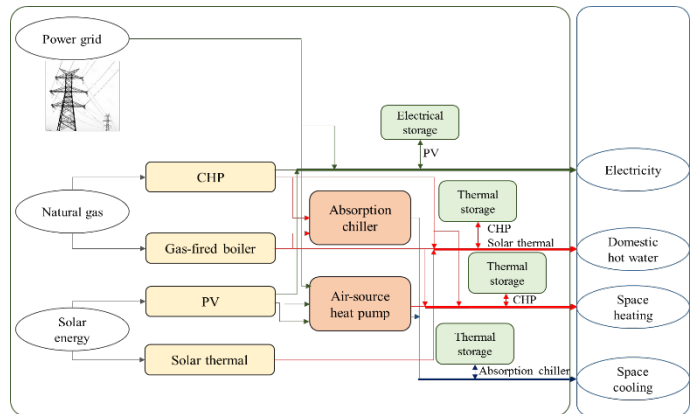 Power grid
Electrical
storage
PV
Electricity
CHP
Thermal
storage
Natural gas
Absorption
chiller
CHP
Solar thermal
Gas-fired boiler
Domestic
hot water
Thermal
storage
CHP
PV
Air-source
heat pump
Space
heating
Solar
energy
Thermal
storage
Solar thermal
Absorption chiller
Space
cooling